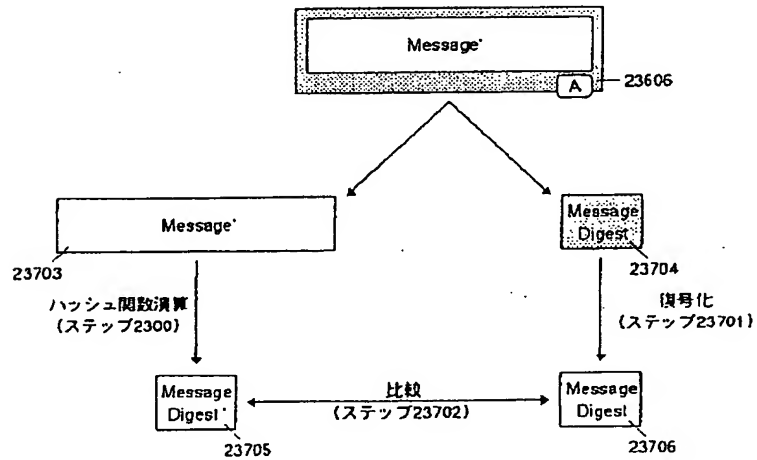 Message'
A
23606
Message'
23703
Message
Digest
23704
ハッシュ関数演算
(ステップ2300)
復号化
(ステップ23701)
Message
Digest'
23705
比較
(ステップ23702)
Message
Digest
23706